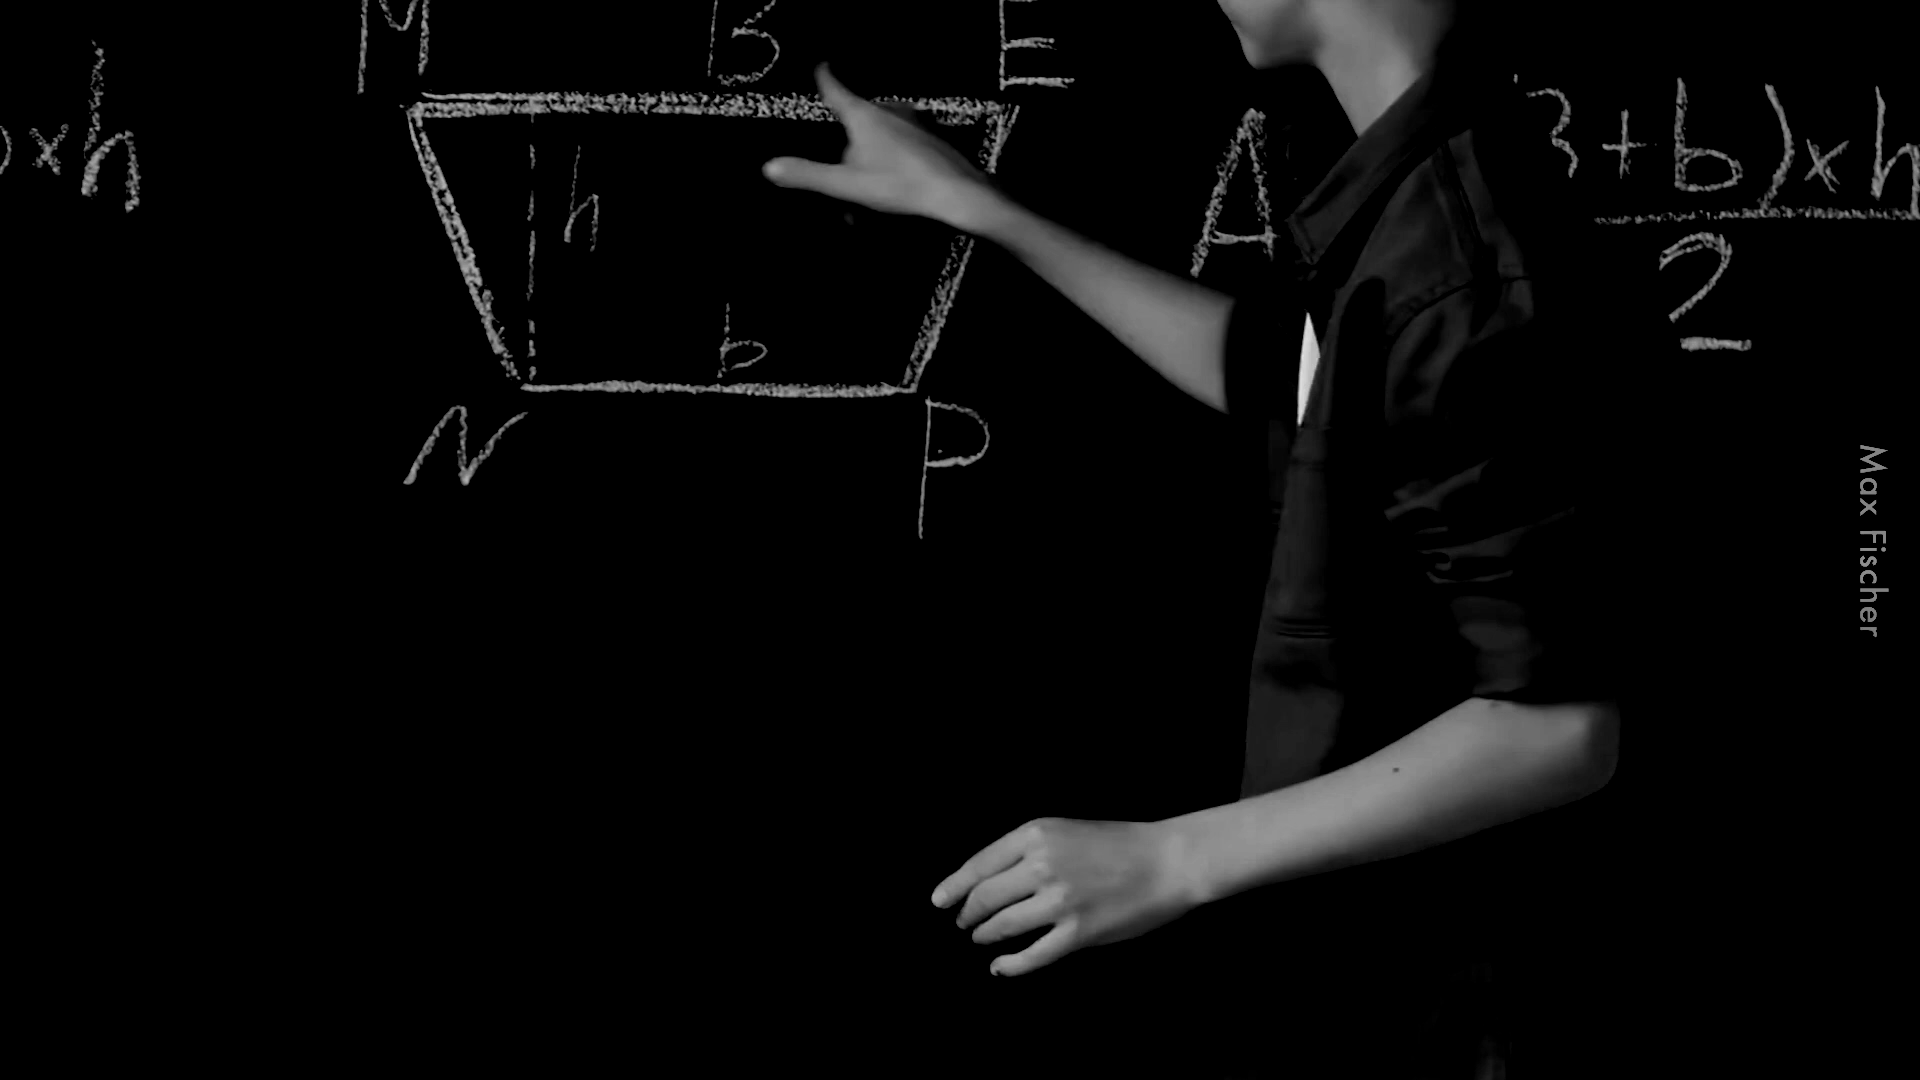 M B E
h
b
N P
× h
A
+ b) × h
2
Max Fischer